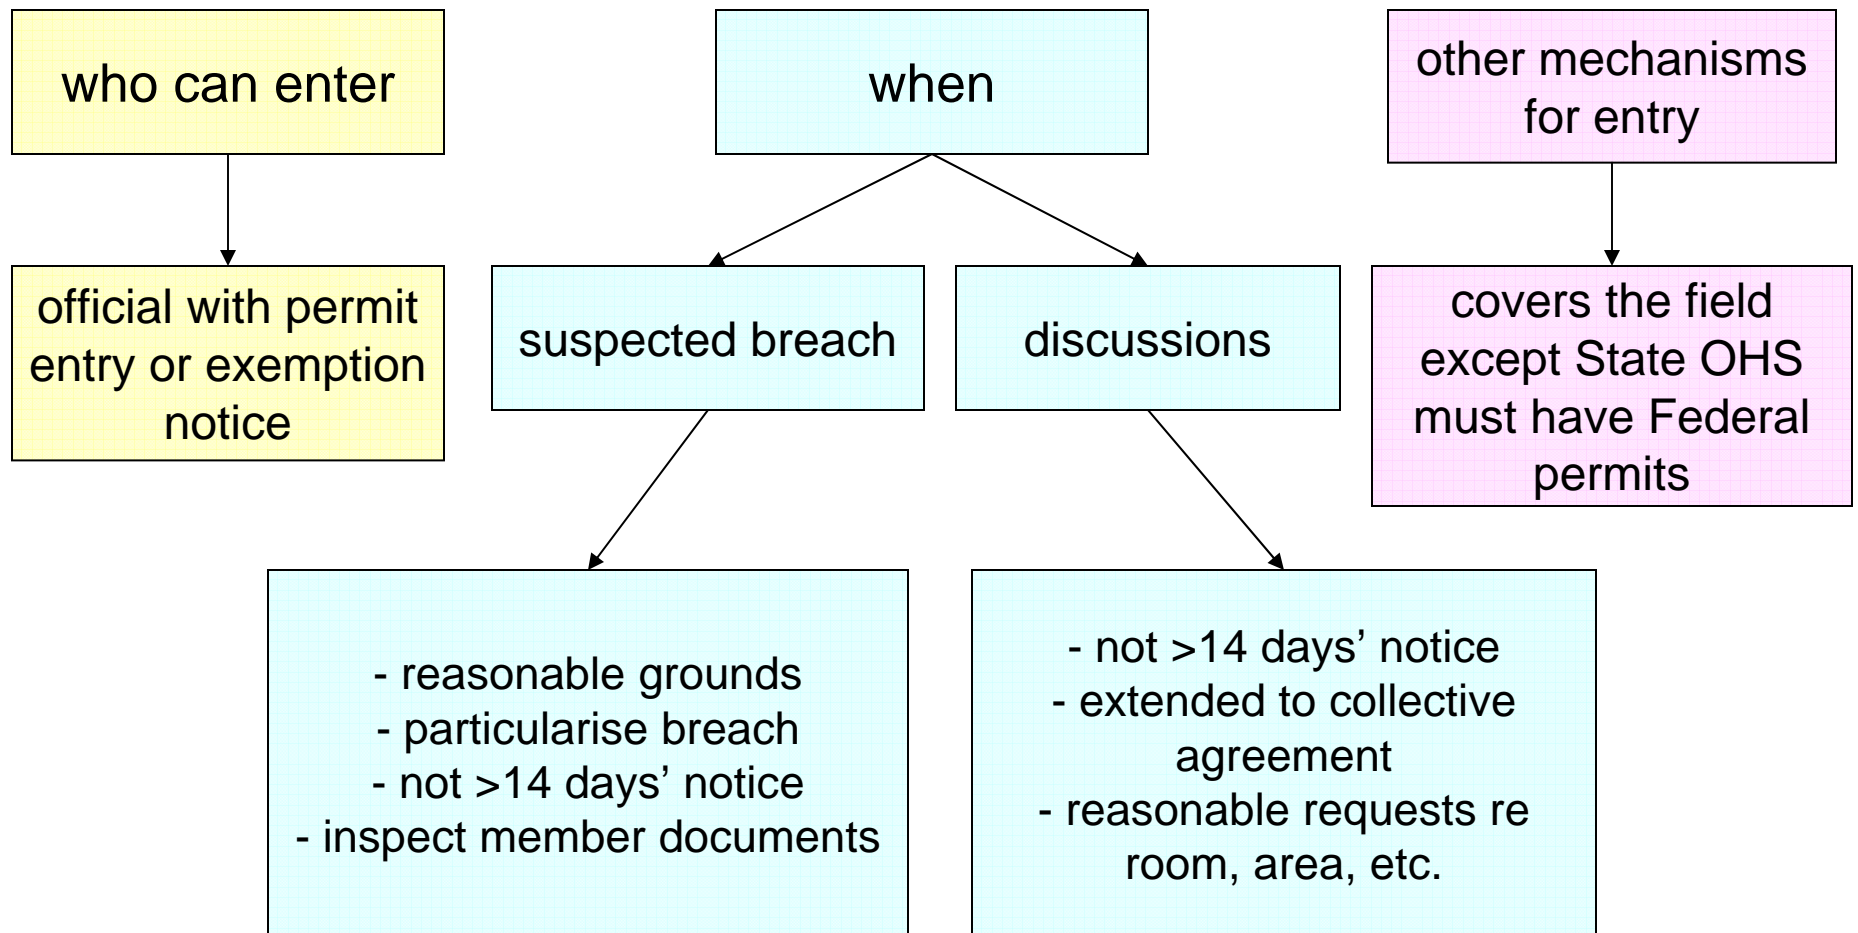 who can enter
when
other mechanisms
for entry
official with permit
entry or exemption
notice
suspected breach
discussions
covers the field
except State OHS
must have Federal
permits
- reasonable grounds
- particularise breach
- not >14 days’ notice
- inspect member documents
- not >14 days’ notice
- extended to collective
agreement
- reasonable requests re
room, area, etc.